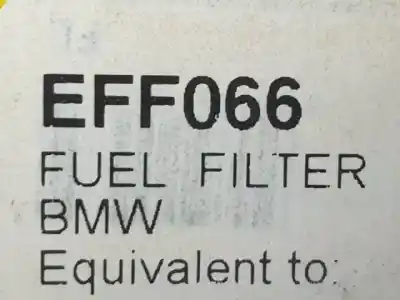 EFF066
FUEL FILTER
BMW
Equivalent to: